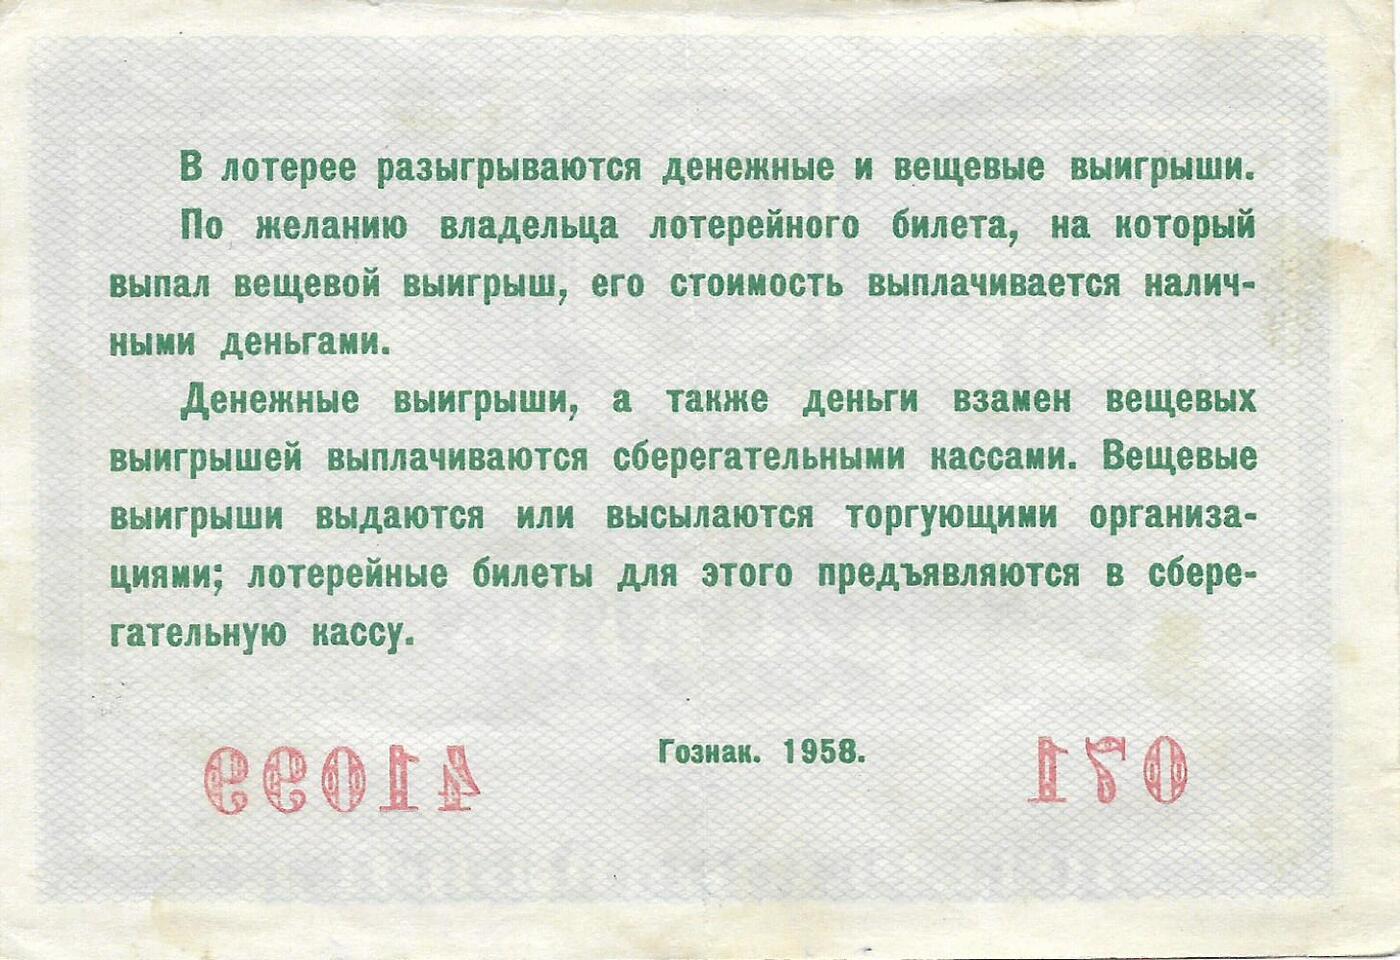 В лотерее разыгрываются денежные и вещевые выигрыши.
По желанию владельца лотерейного билета, на который
выпал вещевой выигрыш, его стоимость выплачивается налич-
ными деньгами.
Денежные выигрыши, а также деньги взамен вещевых
выигрышей выплачиваются сберегательными кассами. Вещевые
выигрыши выдаются или высылаются торгующими организа-
циями; лотерейные билеты для этого предъявляются в сбере-
гательную кассу.
41099 Гознак. 1958. 071